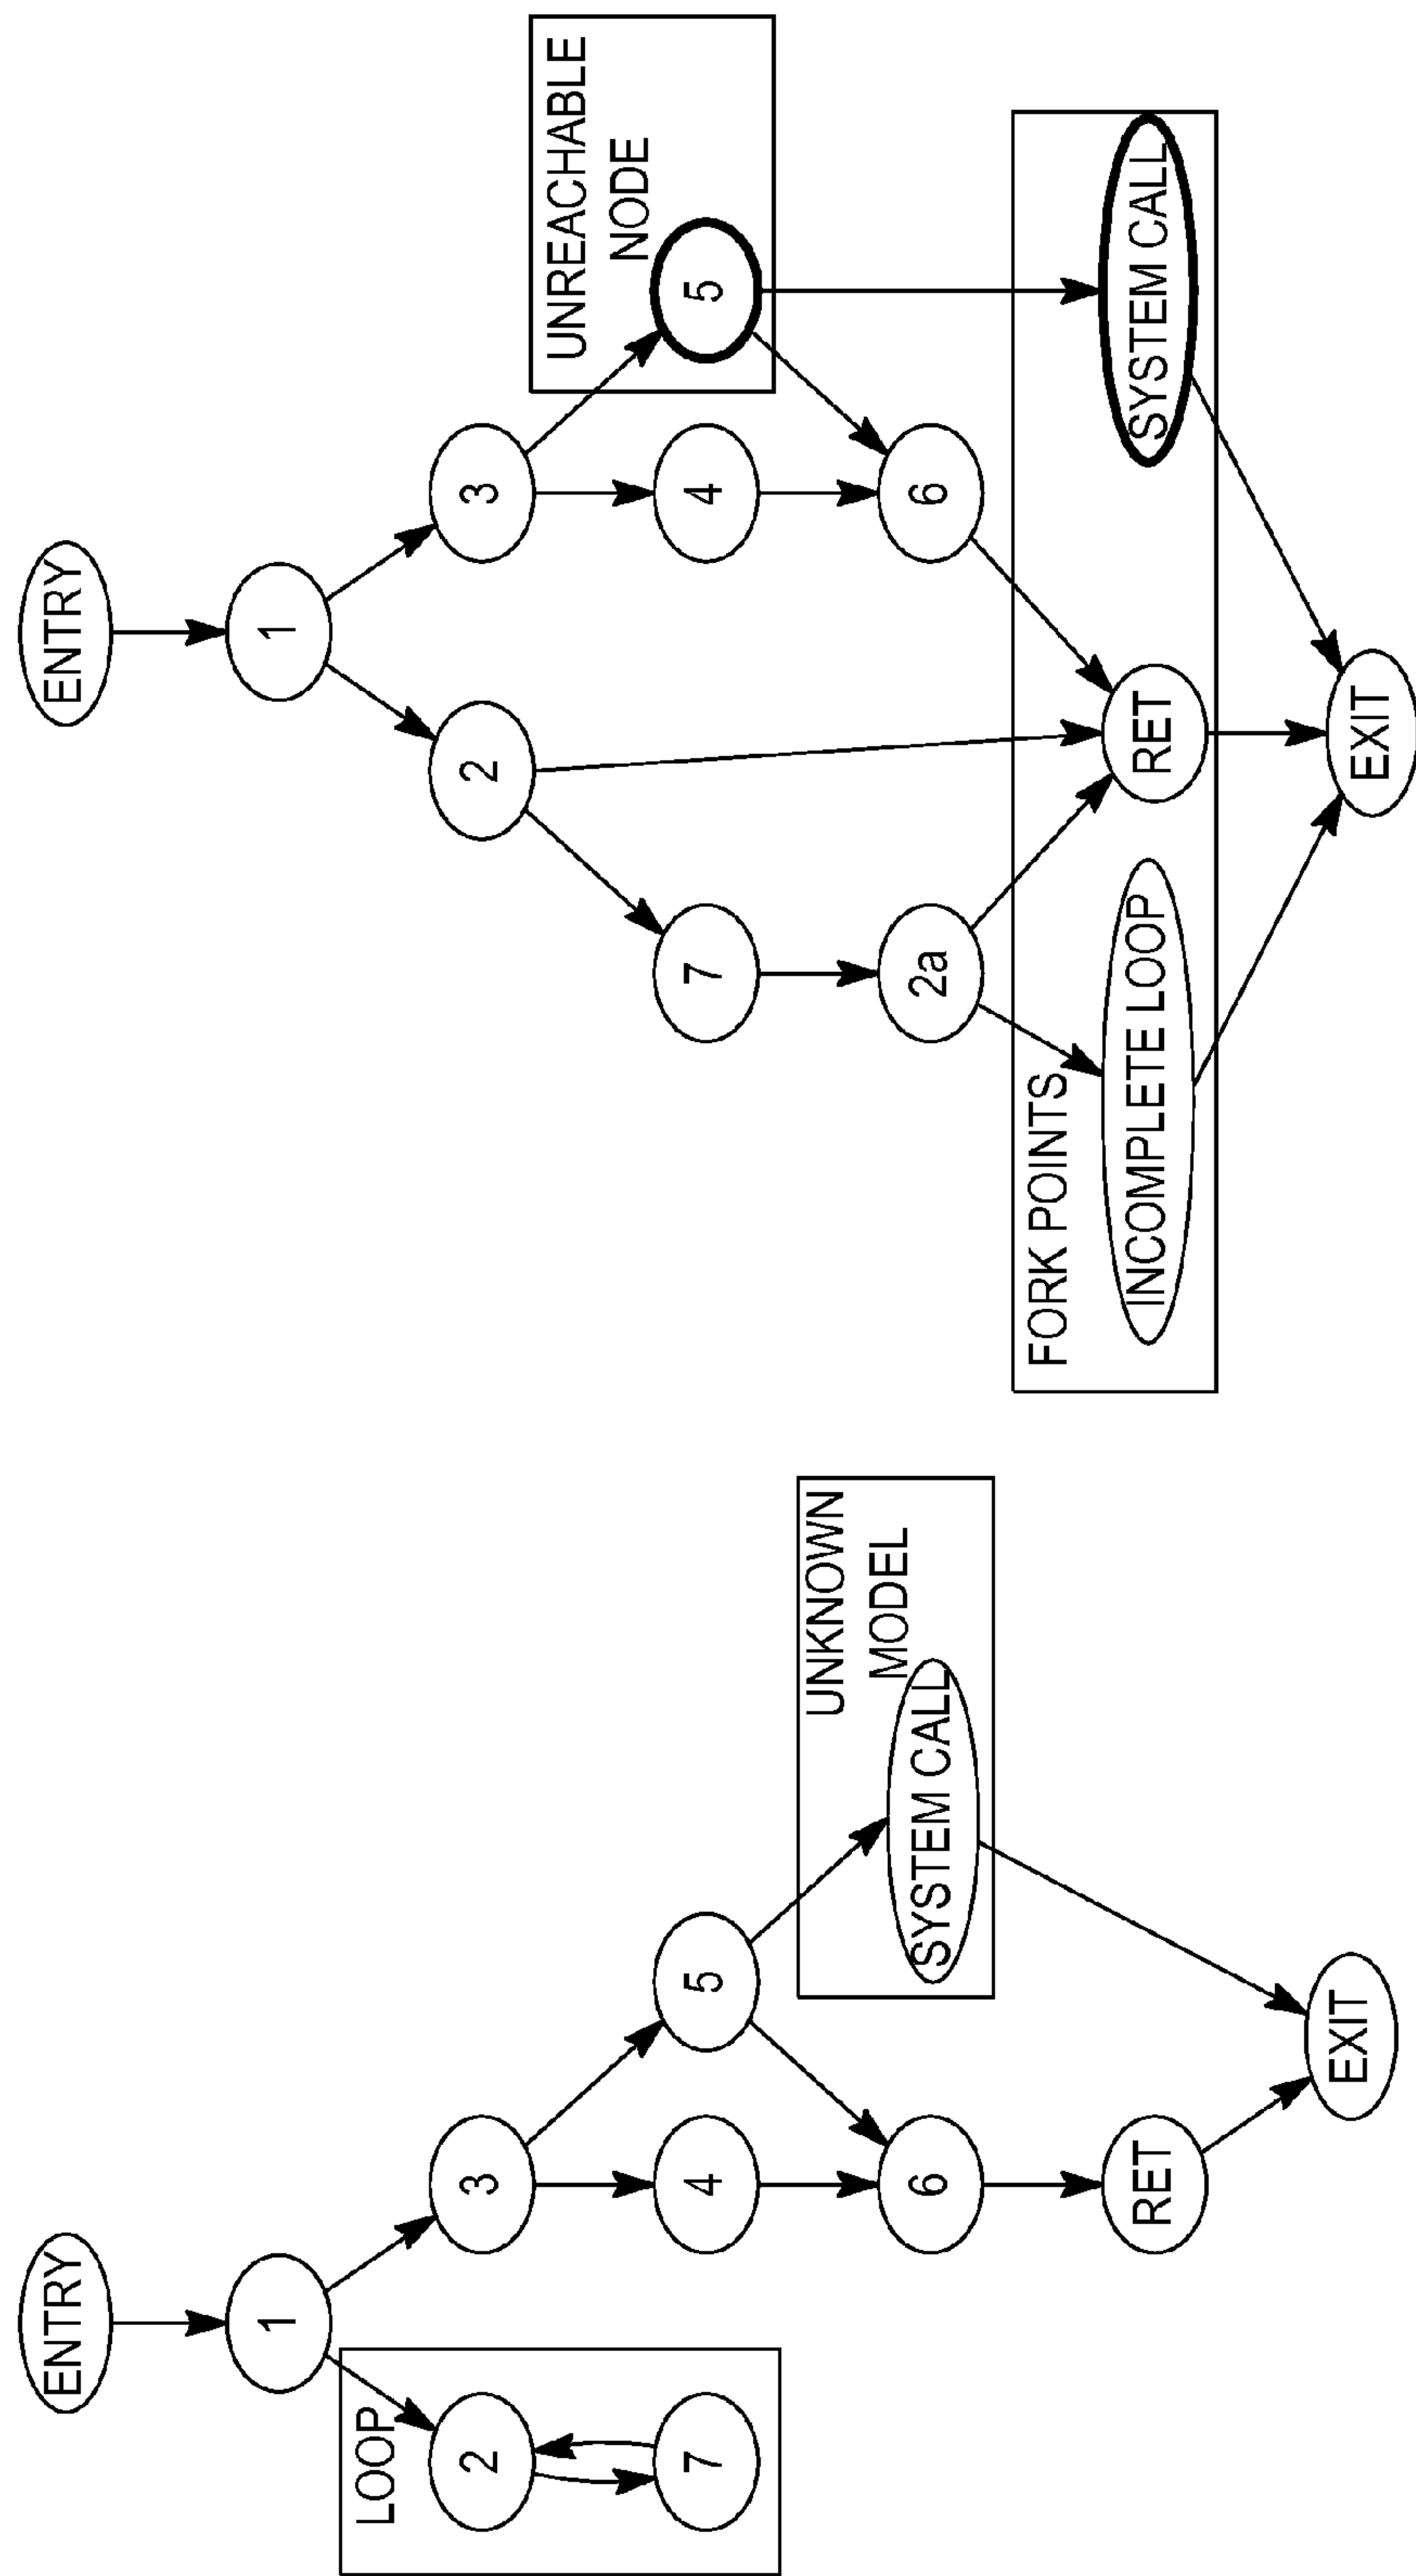 ENTRY
1
LOOP
2
3
7
4
5
UNKNOWN
MODEL
6
SYSTEM CALL
RET
EXIT
ENTRY
1
2
3
UNREACHABLE
NODE
7
4
5
2a
6
FORK POINTS
INCOMPLETE LOOP
RET
SYSTEM CALL
EXIT